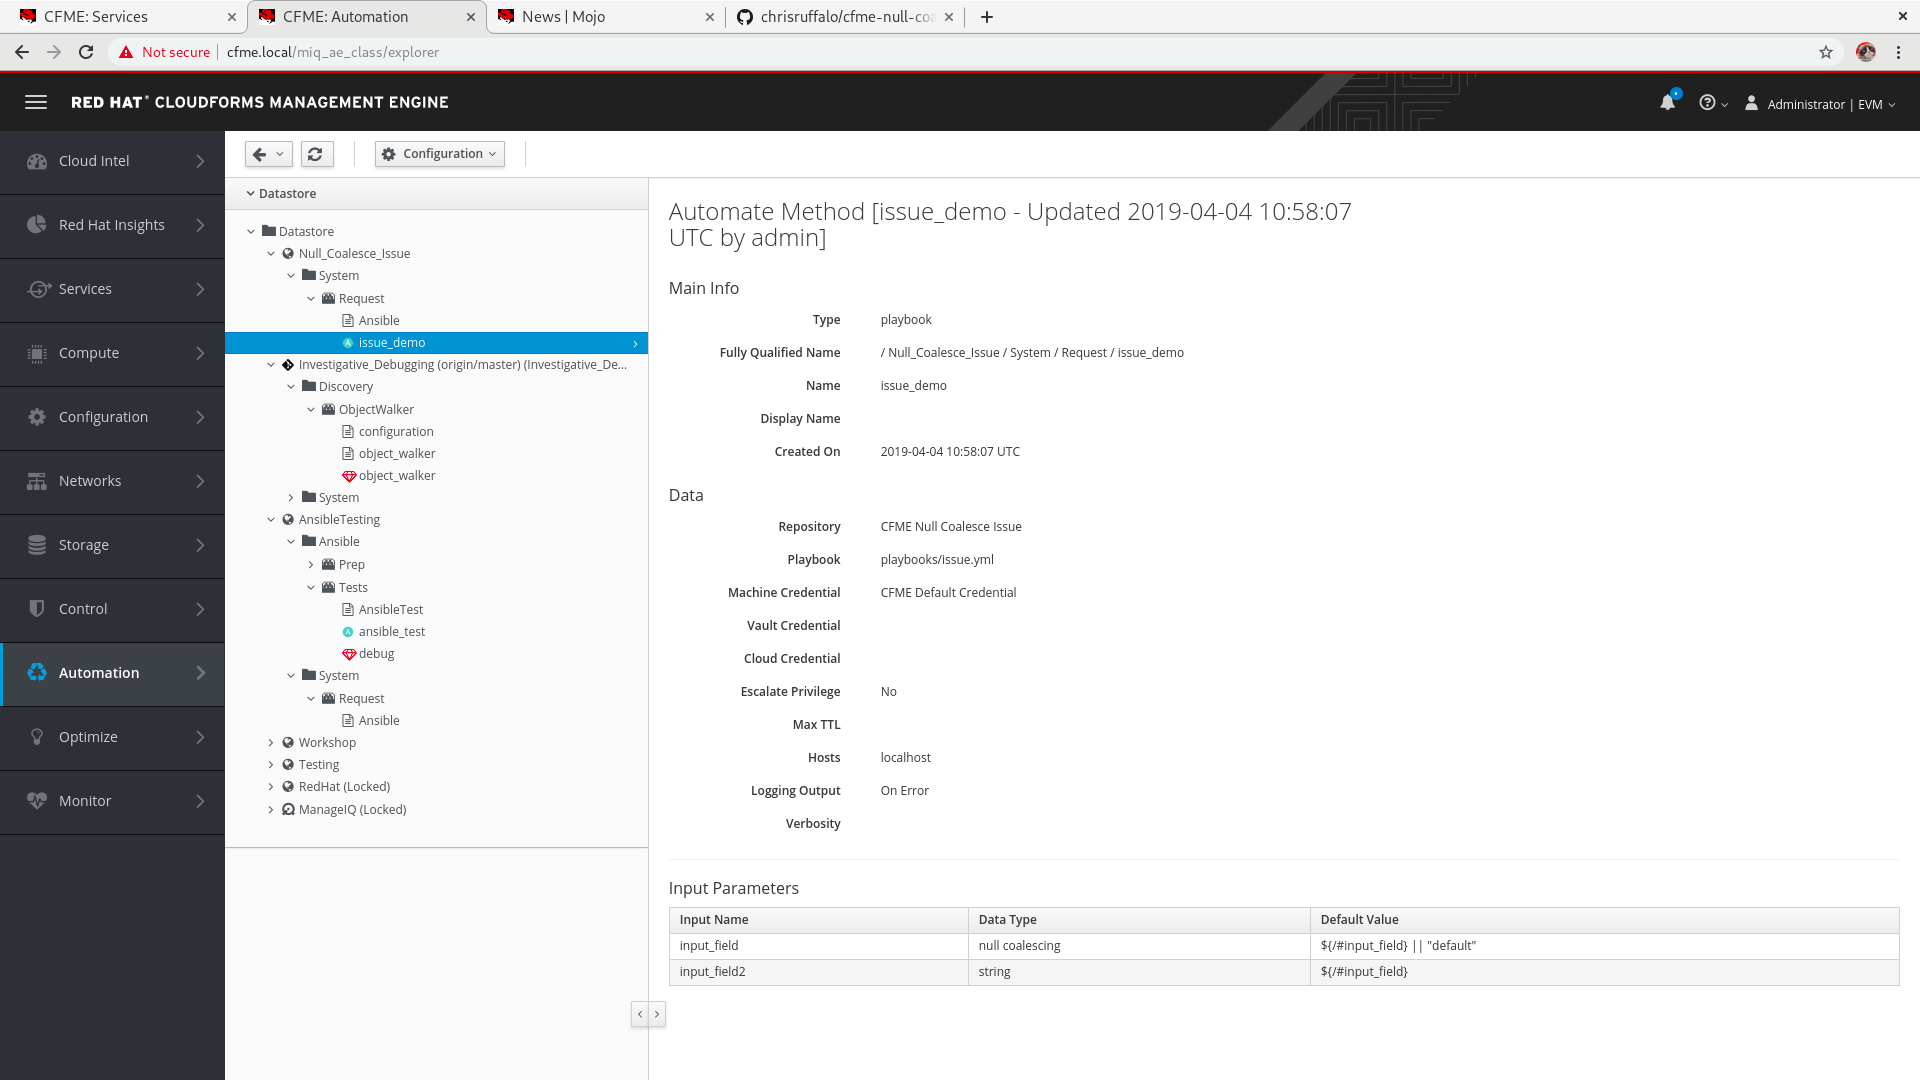 CFME: Services
CFME: Automation
News | Mojo
chrisruffalo/cfme-null-coa
Not secure
cfme.local/miq_ae_class/explorer
RED HAT® CLOUDFORMS MANAGEMENT ENGINE
Administrator | EVM
Cloud Intel
Red Hat Insights
Services
Compute
Configuration
Networks
Storage
Control
Automation
Optimize
Monitor
Configuration
Datastore
Datastore
Null_Coalesce_Issue
System
Request
Ansible
issue_demo
Investigative_Debugging (origin/master) (Investigative_De...
Discovery
ObjectWalker
configuration
object_walker
object_walker
System
AnsibleTesting
Ansible
Prep
Tests
AnsibleTest
ansible_test
debug
System
Request
Ansible
Workshop
Testing
RedHat (Locked)
ManageIQ (Locked)
Automate Method [issue_demo - Updated 2019-04-04 10:58:07
UTC by admin]
Main Info
Type playbook
Fully Qualified Name / Null_Coalesce_Issue / System / Request / issue_demo
Name issue_demo
Display Name
Created On 2019-04-04 10:58:07 UTC
Data
Repository CFME Null Coalesce Issue
Playbook playbooks/issue.yml
Machine Credential CFME Default Credential
Vault Credential
Cloud Credential
Escalate Privilege No
Max TTL
Hosts localhost
Logging Output On Error
Verbosity
Input Parameters
Input Name Data Type Default Value
input_field null coalescing ${/#input_field} || "default"
input_field2 string ${/#input_field}